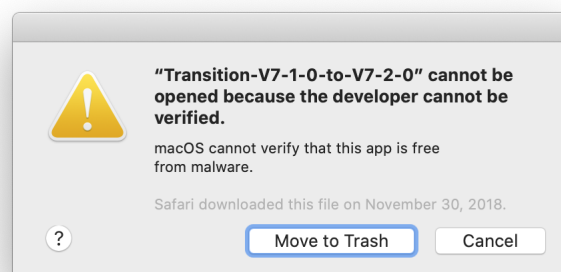 “Transition-V7-1-0-to-V7-2-0” cannot be
opened because the developer cannot be
verified.
macOS cannot verify that this app is free
from malware.
Safari downloaded this file on November 30, 2018.
?
Move to Trash
Cancel